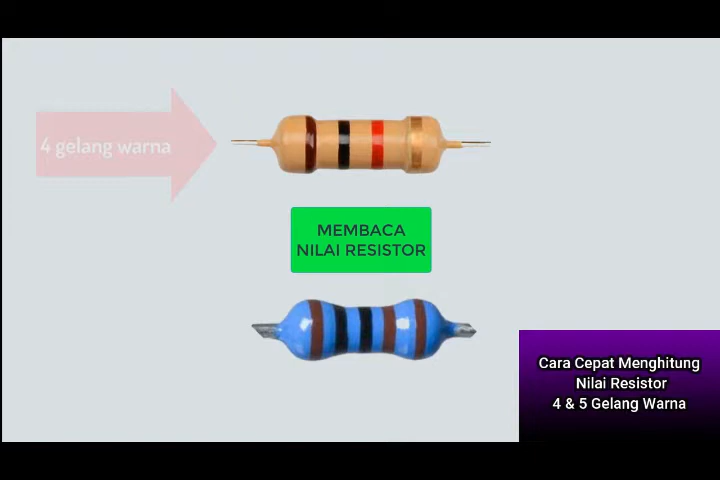 4 gelang warna
MEMBACA
NILAI RESISTOR
Cara Cepat Menghitung
Nilai Resistor
4 & 5 Gelang Warna